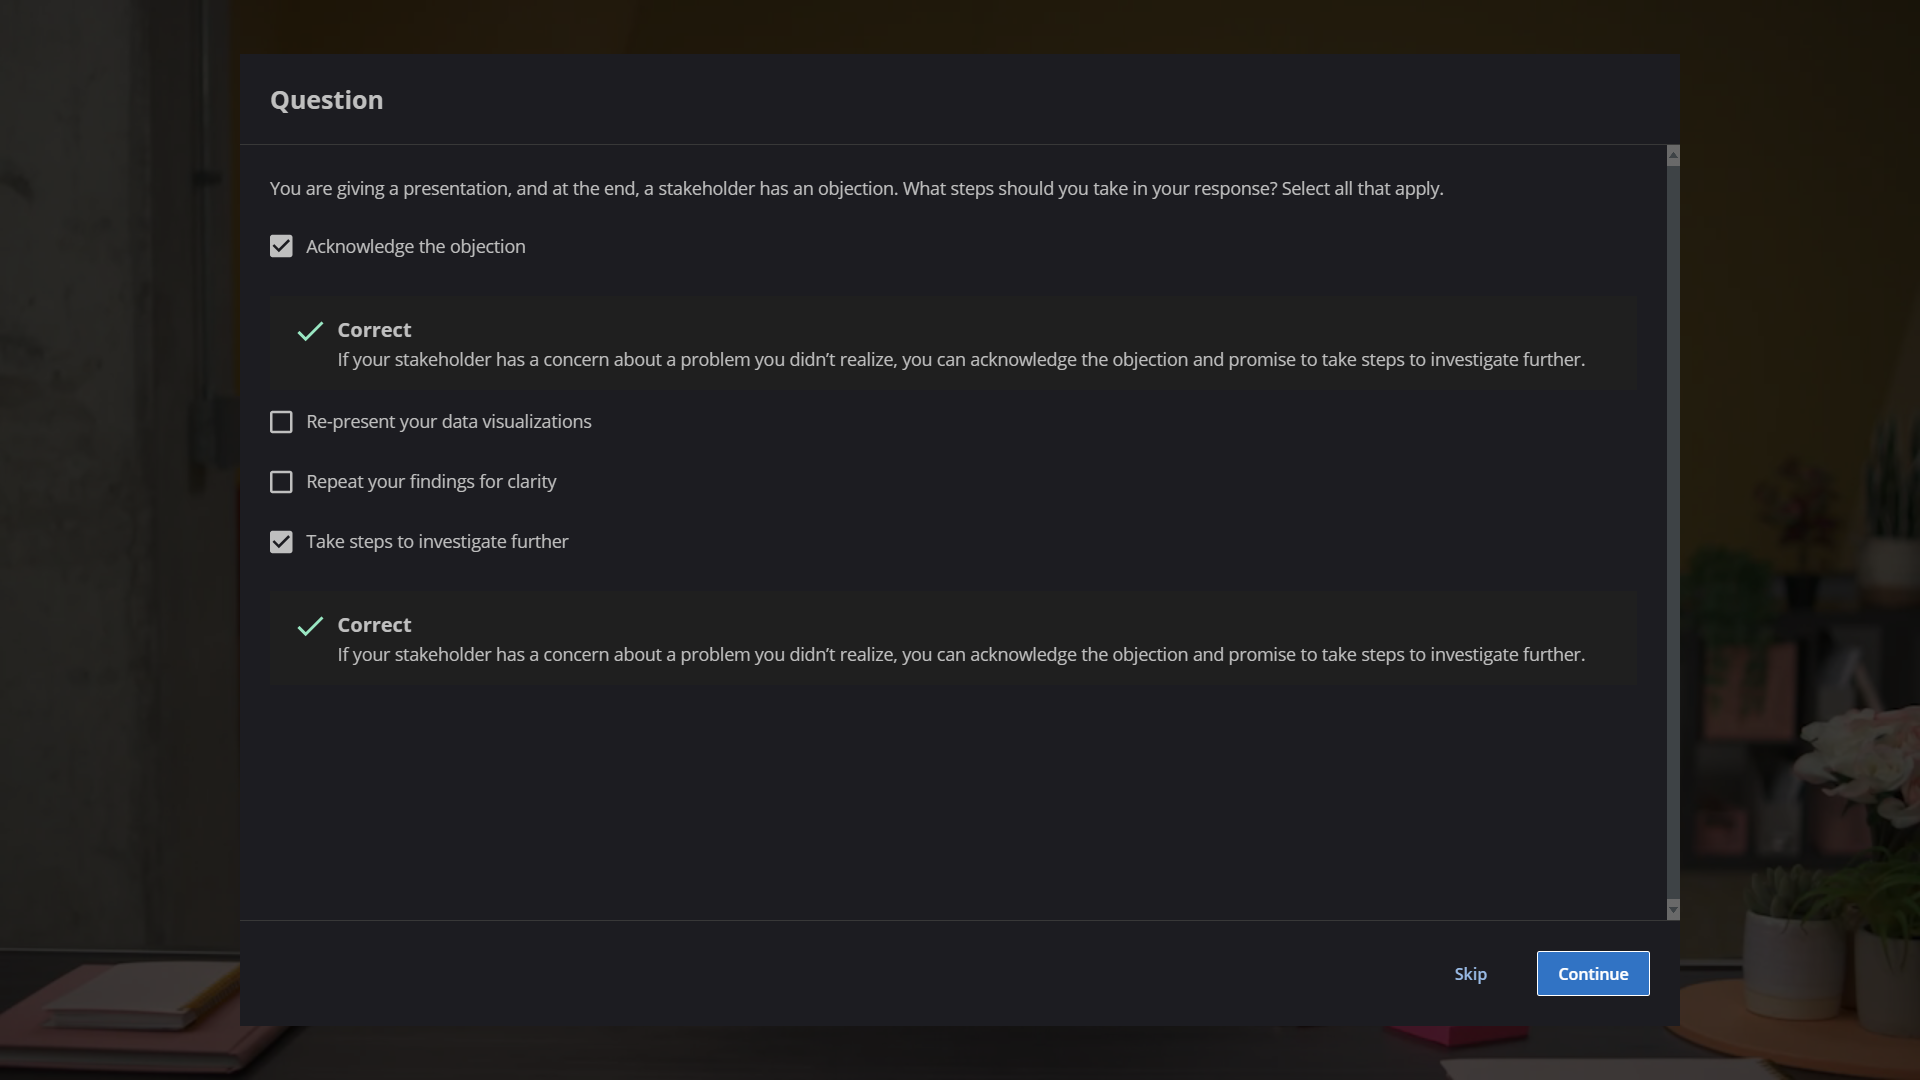 Question
You are giving a presentation, and at the end, a stakeholder has an objection. What steps should you take in your response? Select all that apply.
Acknowledge the objection
Correct
If your stakeholder has a concern about a problem you didn’t realize, you can acknowledge the objection and promise to take steps to investigate further.
Re-present your data visualizations
Repeat your findings for clarity
Take steps to investigate further
Correct
If your stakeholder has a concern about a problem you didn’t realize, you can acknowledge the objection and promise to take steps to investigate further.
Skip
Continue